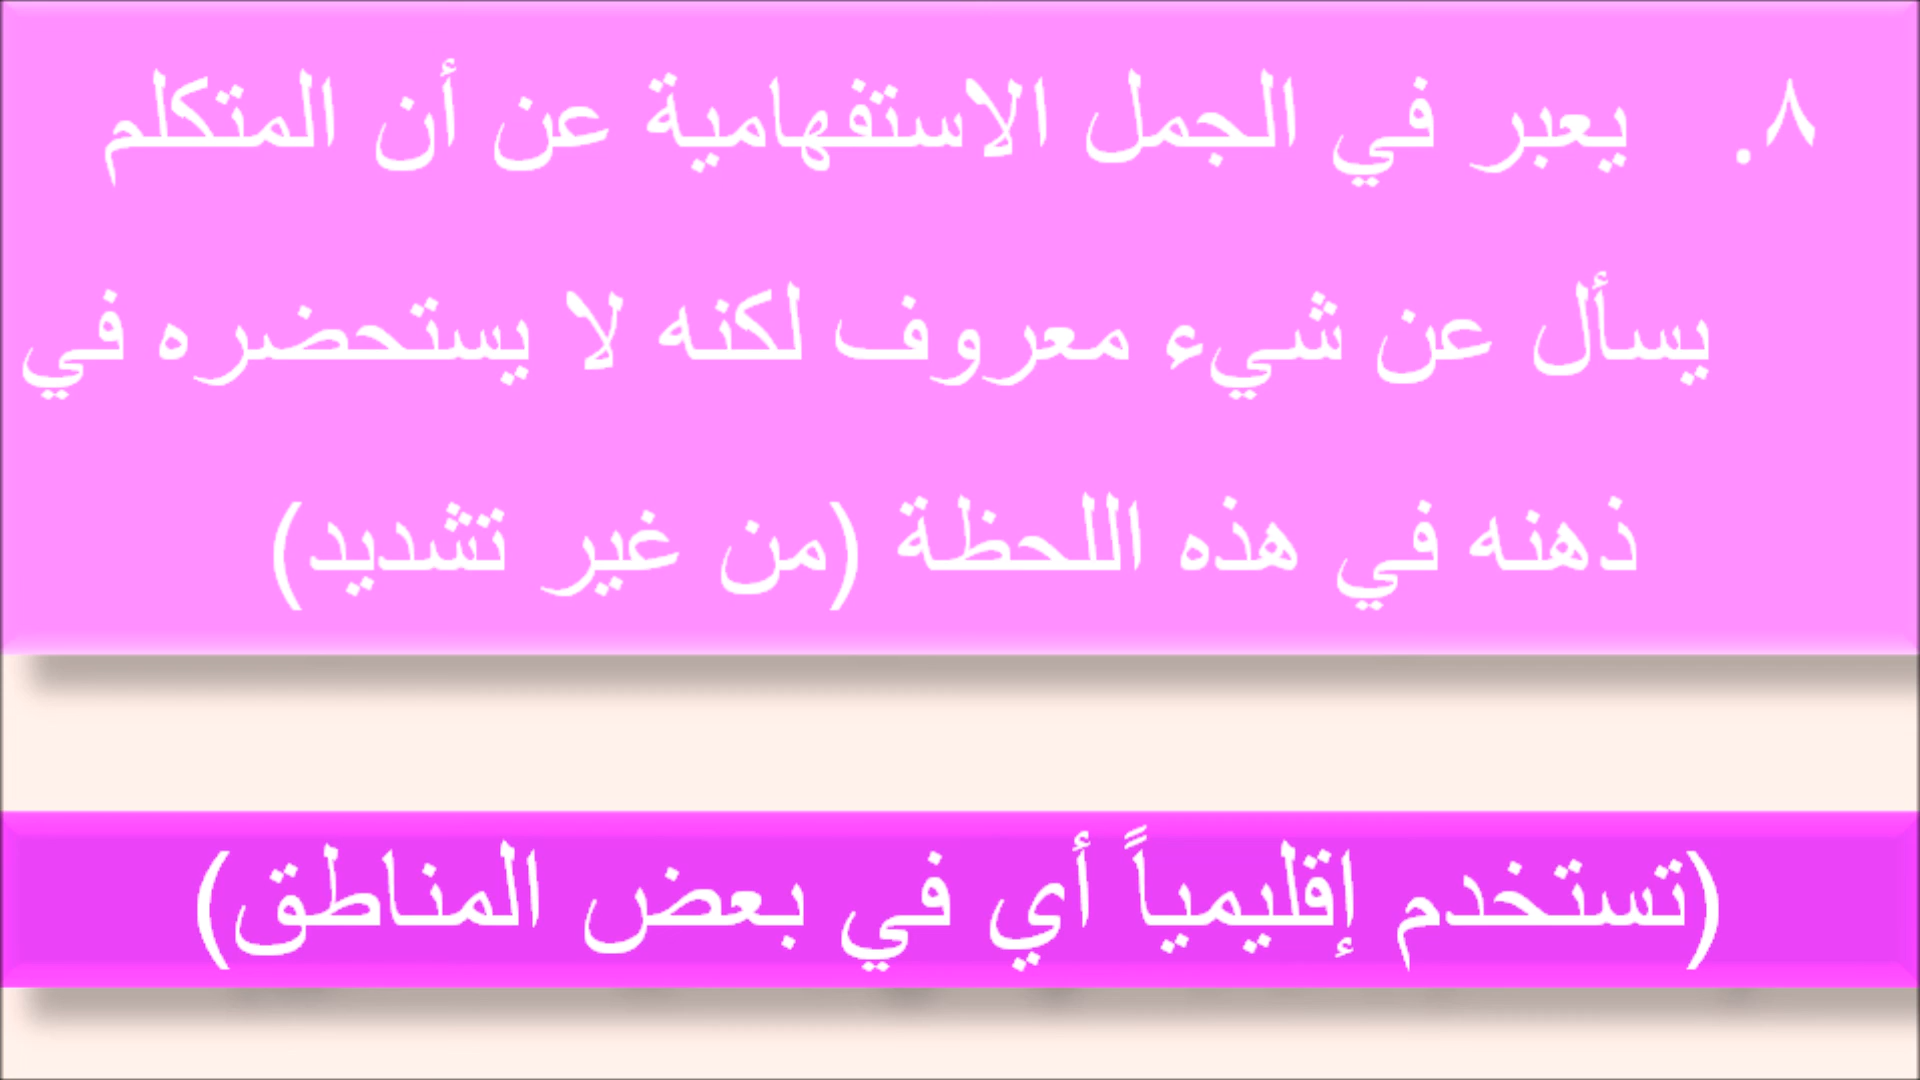 ٨. يعبر في الجمل الاستفهامية عن أن المتكلم
يسأل عن شيء معروف لكنه لا يستحضره في
ذهنه في هذه اللحظة (من غير تشديد)
(تستخدم إقليمياً أي في بعض المناطق)